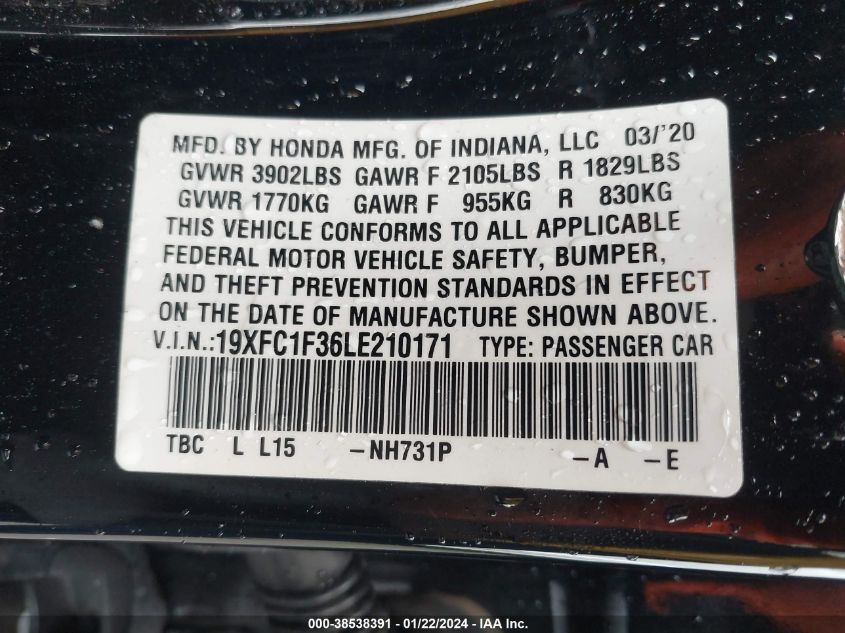 MFD. BY HONDA MFG. OF INDIANA, LLC 03/'20
GVWR 3902LBS GAWR F 2105LBS R 1829LBS
GVWR 1770KG GAWR F 955KG R 830KG
THIS VEHICLE CONFORMS TO ALL APPLICABLE
FEDERAL MOTOR VEHICLE SAFETY, BUMPER,
AND THEFT PREVENTION STANDARDS IN EFFECT
ON THE DATE OF MANUFACTURE SHOWN ABOVE.
V.I.N.:19XFC1F36LE210171 TYPE: PASSENGER CAR
TBC L L15 -NH731P -A -E
000-38538391 - 01/22/2024 - IAA Inc.